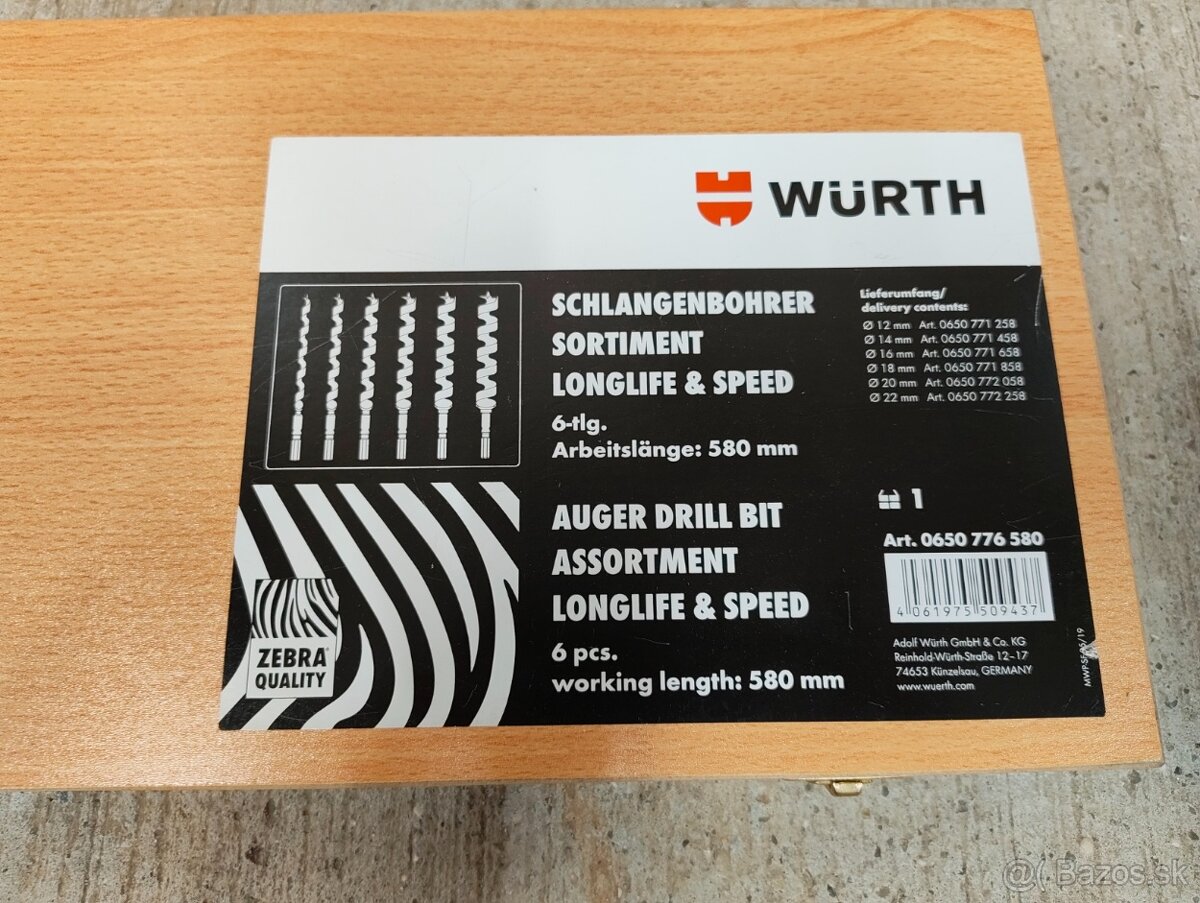 WÜRTH
SCHLANGENBOHRER
SORTIMENT
LONGLIFE & SPEED
6-tlg.
Arbeitslänge: 580 mm
Lieferumfang/
delivery contents:
Ø 12 mm Art. 0650 771 258
Ø 14 mm Art. 0650 771 458
Ø 16 mm Art. 0650 771 658
Ø 18 mm Art. 0650 771 858
Ø 20 mm Art. 0650 772 058
Ø 22 mm Art. 0650 772 258
AUGER DRILL BIT
ASSORTMENT
LONGLIFE & SPEED
6 pcs.
working length: 580 mm
1
Art. 0650 776 580
4 061975 509437
Adolf Würth GmbH & Co. KG
Reinhold-Würth-Straße 12–17
74653 Künzelsau, GERMANY
www.wuerth.com
ZEBRA®
QUALITY
@( Bazos.sk